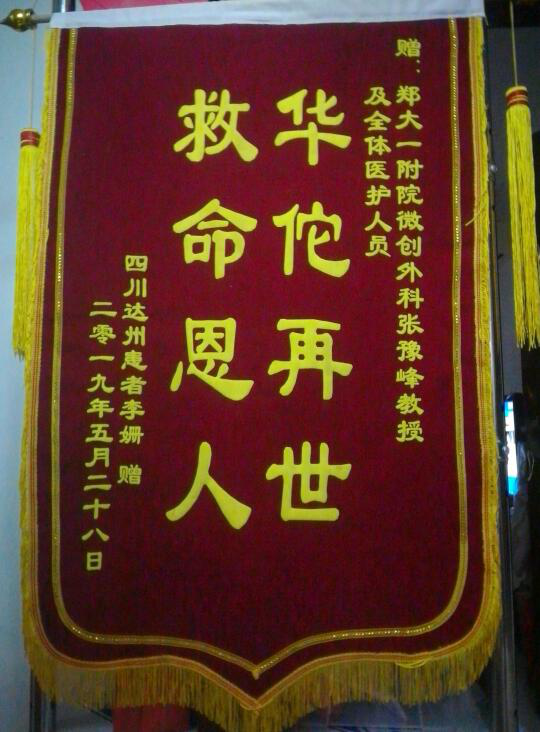 赠：郑大一附院微创外科张豫峰教授
及全体医护人员
华佗再世
救命恩人
四川达州患者李姗 赠
二零一九年五月二十八日